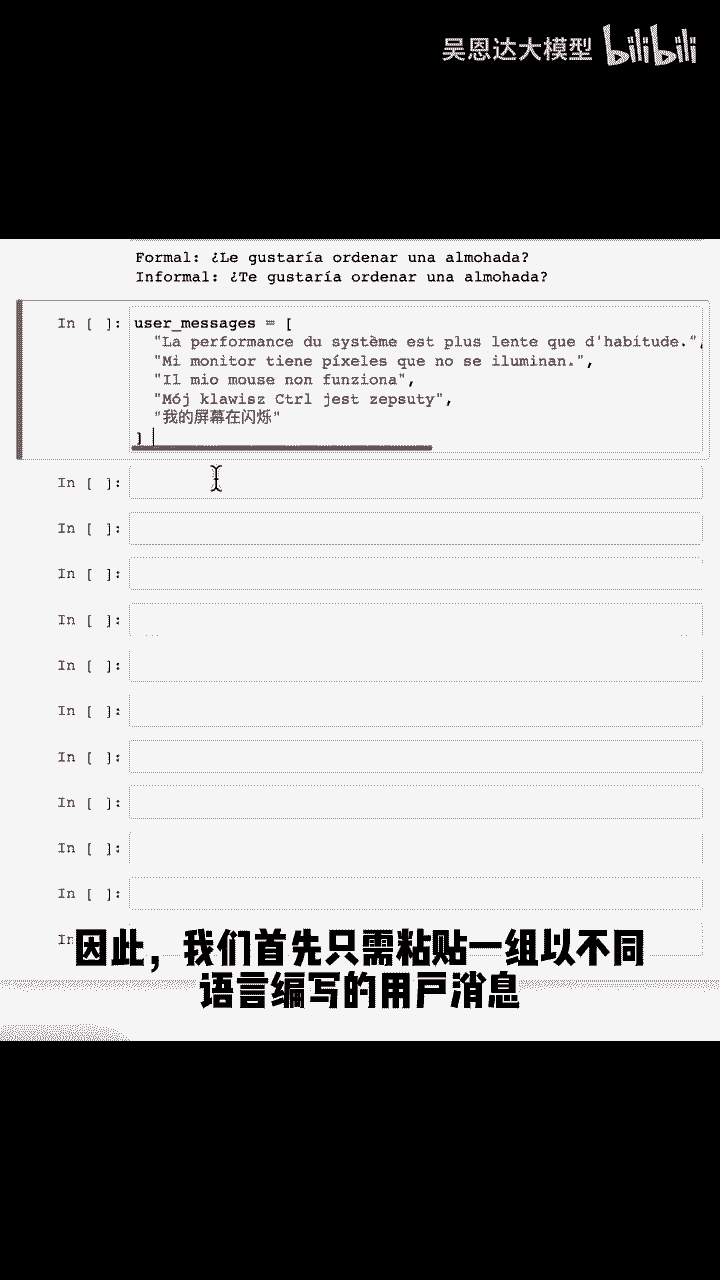 吴恩达大模型 bilibili
Formal: ¿Le gustaría ordenar una almohada?
Informal: ¿Te gustaría ordenar una almohada?
In [ ]: user_messages = [
"La performance du système est plus lente que d'habitude.",
"Mi monitor tiene píxeles que no se iluminan.",
"Il mio mouse non funziona",
"Mój klawisz Ctrl jest zepsuty",
"我的屏幕在闪烁"
]
In [ ]:
In [ ]:
In [ ]:
In [ ]:
In [ ]:
In [ ]:
In [ ]:
In [ ]:
In [ ]:
In [ ]:
In
因此，我们首先只需粘贴一组以不同
语言编写的用户消息